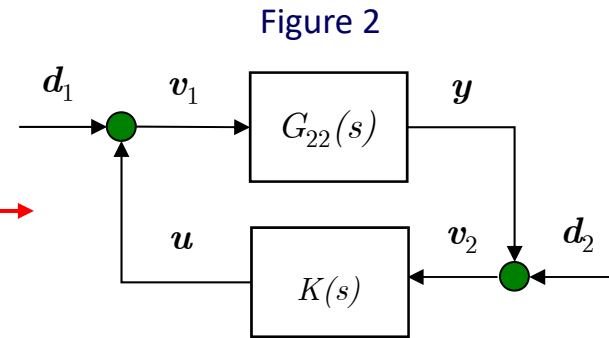 Figure 2
d₁
v₁
G₂₂(s)
y
u
K(s)
v₂
d₂